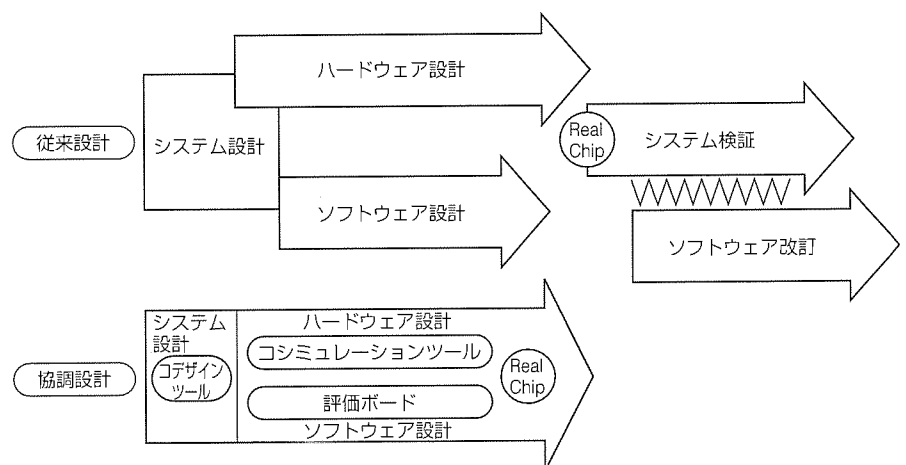 ハードウェア設計
従来設計
システム設計
Real
Chip
システム検証
ソフトウェア設計
ソフトウェア改訂
システム
設計
コデザイン
ツール
ハードウェア設計
コシミュレーションツール
協調設計
Real
Chip
評価ボード
ソフトウェア設計